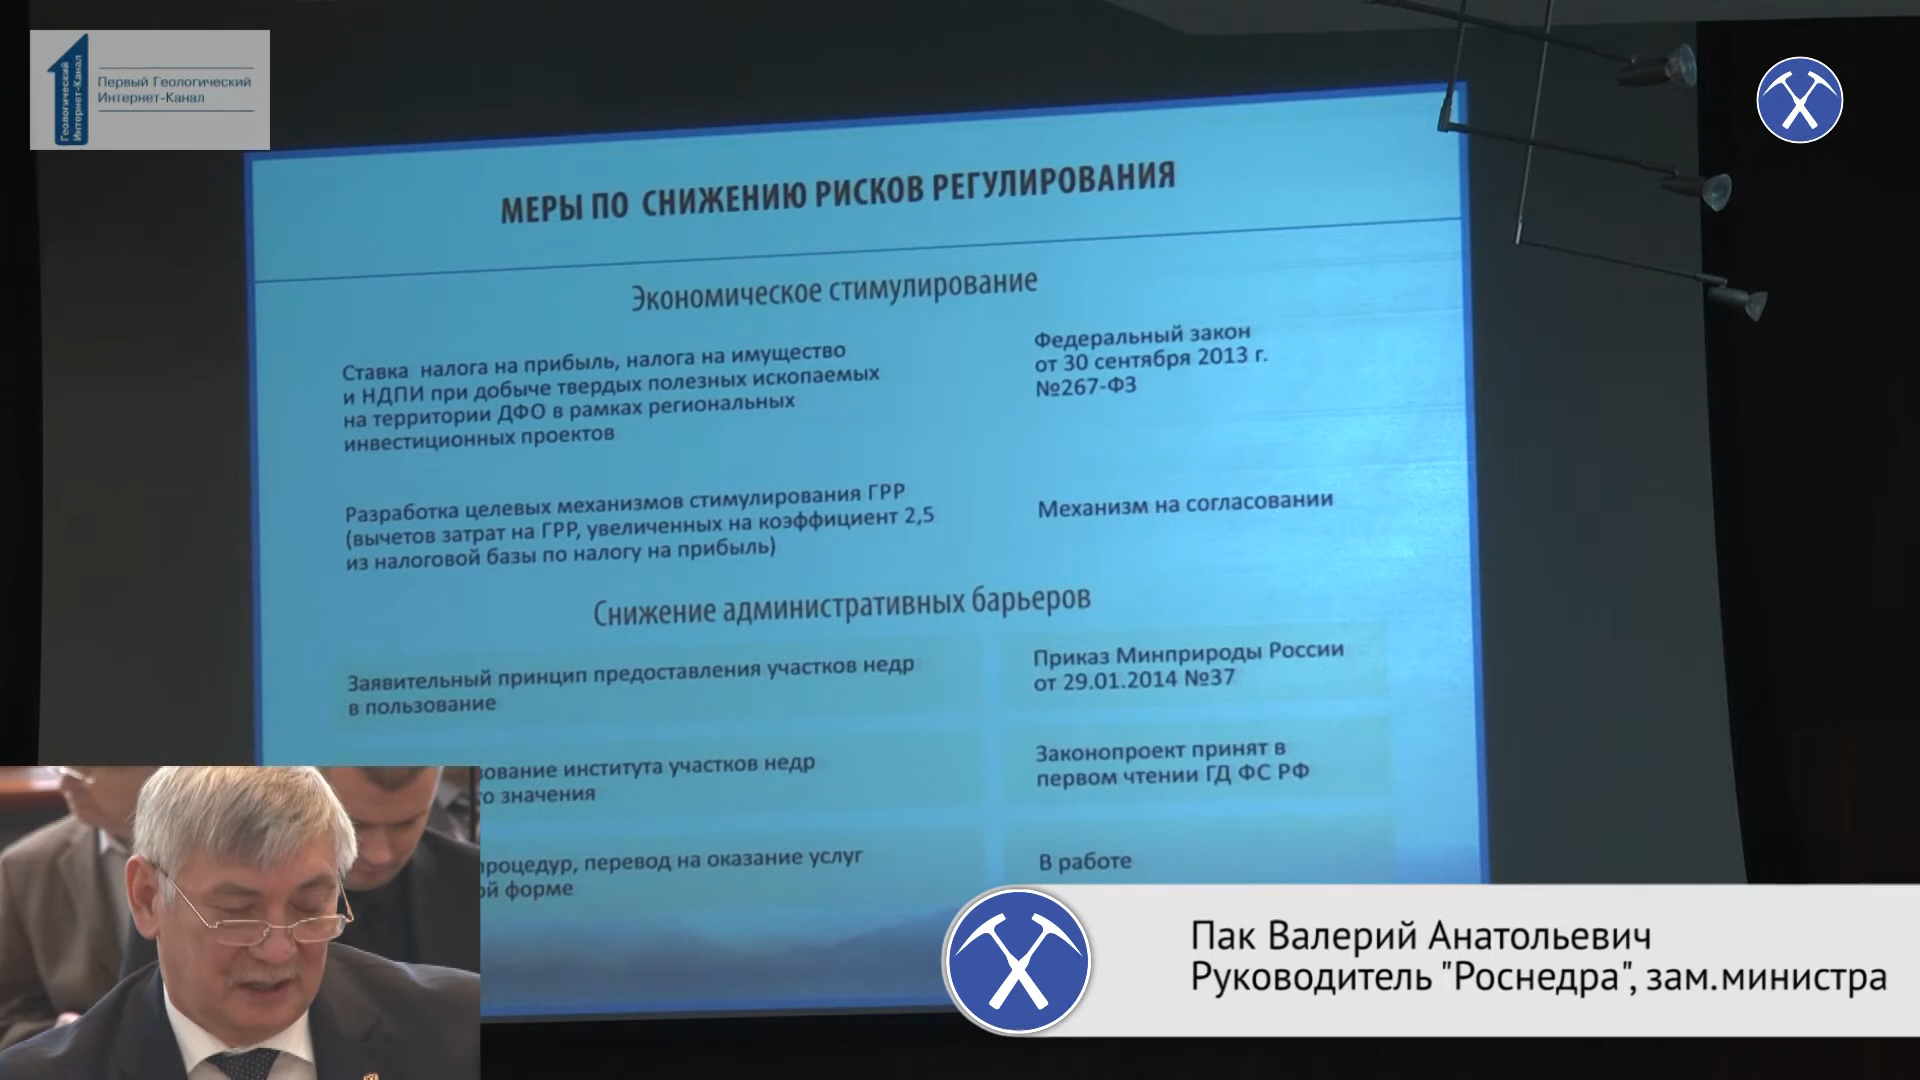 Геологический
Интернет-Канал
Первый Геологический
Интернет-Канал
МЕРЫ ПО СНИЖЕНИЮ РИСКОВ РЕГУЛИРОВАНИЯ
Экономическое стимулирование
Ставка налога на прибыль, налога на имущество
и НДПИ при добыче твердых полезных ископаемых
на территории ДФО в рамках региональных
инвестиционных проектов
Федеральный закон
от 30 сентября 2013 г.
№267-ФЗ
Разработка целевых механизмов стимулирования ГРР
(вычетов затрат на ГРР, увеличенных на коэффициент 2,5
из налоговой базы по налогу на прибыль)
Механизм на согласовании
Снижение административных барьеров
Заявительный принцип предоставления участков недр
в пользование
Приказ Минприроды России
от 29.01.2014 №37
института участков недр
значения
Законопроект принят в
первом чтении ГД ФС РФ
перевод на оказание услуг
форме
В работе
Пак Валерий Анатольевич
Руководитель "Роснедра", зам.министра